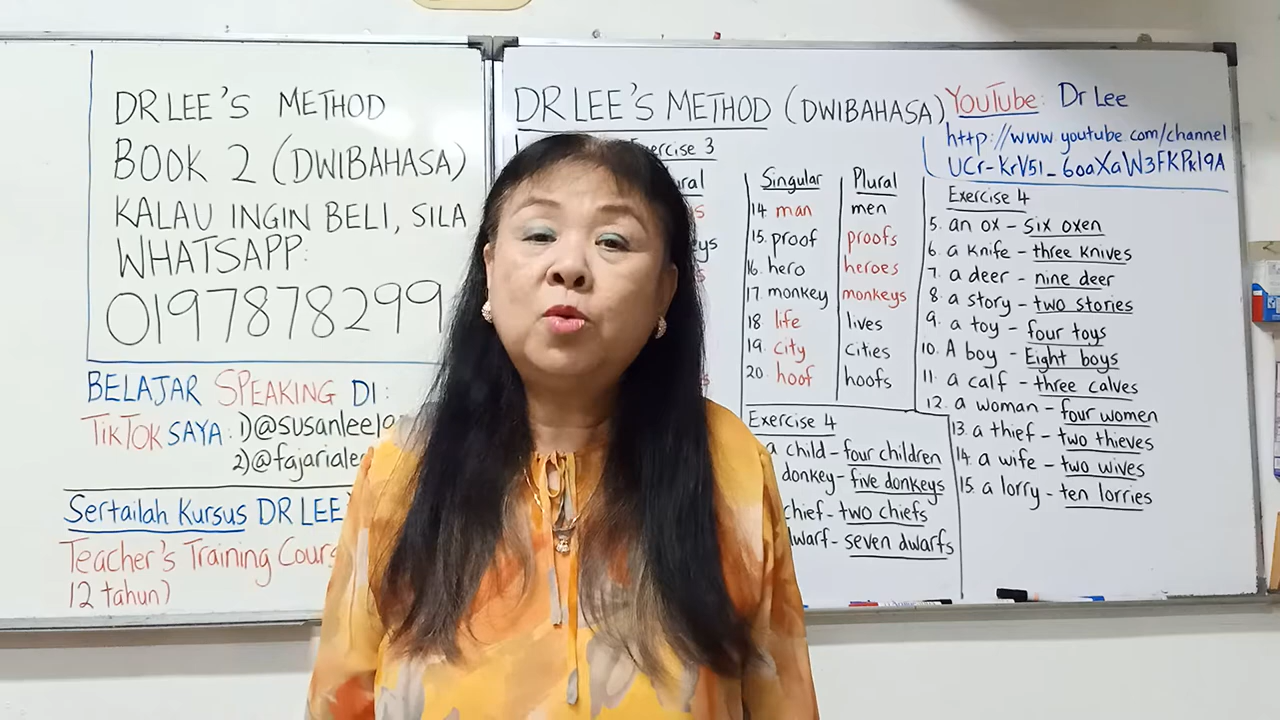 DR LEE'S METHOD
BOOK 2 (DWIBAHASA)
KALAU INGIN BELI, SILA
WHATSAPP:
0197878299
BELAJAR SPEAKING DI:
TIKTOK SAYA: 1)@susanlee
2)@fajariale
Sertailah Kursus DR LEE
Teacher's Training
12 tahun)
DR LEE'S METHOD (DWIBAHASA)
Exercise 3
Singular Plural
14. man men
15. proof proofs
16. hero heroes
17. monkey monkeys
18 life lives
19. city cities
20. hoof hoofs
Exercise 4
a child - four children
donkey - five donkeys
chief - two chiefs
dwarf - seven dwarfs
YouTube: Dr Lee
http://www youtube com/channel
Exercise 4
5. an ox - six oxen
6. a knife - three knives
7. a deer - nine deer
8. a story - two stories
9. a toy - four toys
10. A boy - Eight boys
11. a calf - three calves
12. a woman - four women
13. a thief - two thieves
14. a wife - two wives
15. a lorry - ten lorries